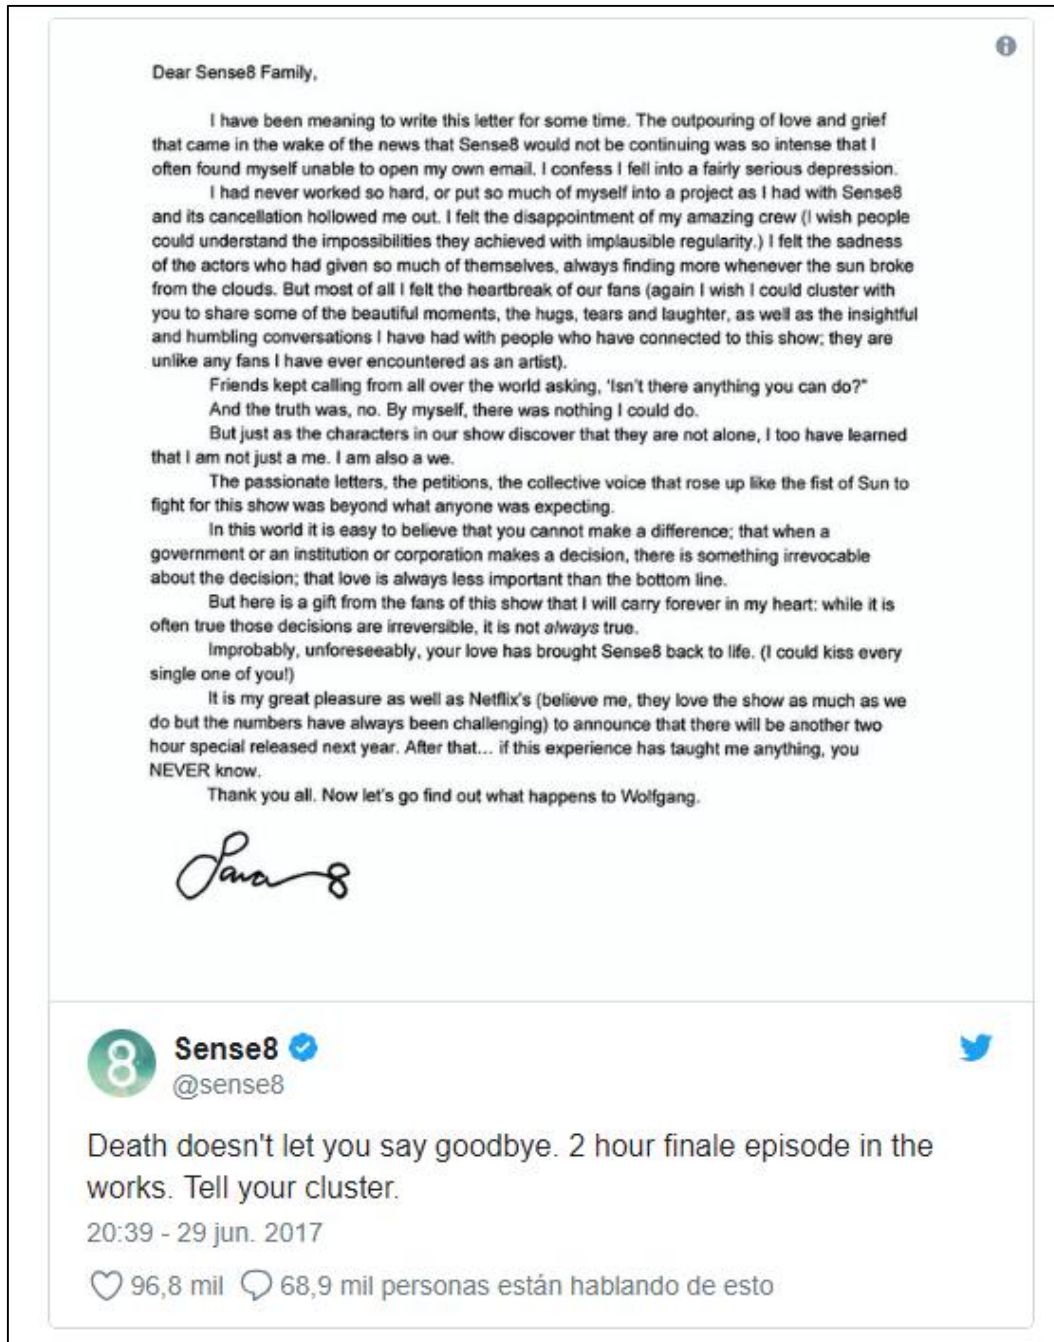 Dear Sense8 Family,
I have been meaning to write this letter for some time. The outpouring of love and grief
that came in the wake of the news that Sense8 would not be continuing was so intense that I
often found myself unable to open my own email. I confess I fell into a fairly serious depression.
I had never worked so hard, or put so much of myself into a project as I had with Sense8
and its cancellation hollowed me out. I felt the disappointment of my amazing crew (I wish people
could understand the impossibilities they achieved with implausible regularity.) I felt the sadness
of the actors who had given so much of themselves, always finding more whenever the sun broke
from the clouds. But most of all I felt the heartbreak of our fans (again I wish I could cluster with
you to share some of the beautiful moments, the hugs, tears and laughter, as well as the insightful
and humbling conversations I have had with people who have connected to this show; they are
unlike any fans I have ever encountered as an artist).
Friends kept calling from all over the world asking, 'Isn't there anything you can do?"
And the truth was, no. By myself, there was nothing I could do.
But just as the characters in our show discover that they are not alone, I too have learned
that I am not just a me. I am also a we.
The passionate letters, the petitions, the collective voice that rose up like the fist of Sun to
fight for this show was beyond what anyone was expecting.
In this world it is easy to believe that you cannot make a difference; that when a
government or an institution or corporation makes a decision, there is something irrevocable
about the decision; that love is always less important than the bottom line.
But here is a gift from the fans of this show that I will carry forever in my heart: while it is
often true those decisions are irreversible, it is not always true.
Improbably, unforeseeably, your love has brought Sense8 back to life. (I could kiss every
single one of you!)
It is my great pleasure as well as Netflix's (believe me, they love the show as much as we
do but the numbers have always been challenging) to announce that there will be another two
hour special released next year. After that... if this experience has taught me anything, you
NEVER know.
Thank you all. Now let's go find out what happens to Wolfgang.
8
Sense8
@sense8
Death doesn't let you say goodbye. 2 hour finale episode in the
works. Tell your cluster.
20:39 - 29 jun. 2017
96,8 mil 68,9 mil personas están hablando de esto